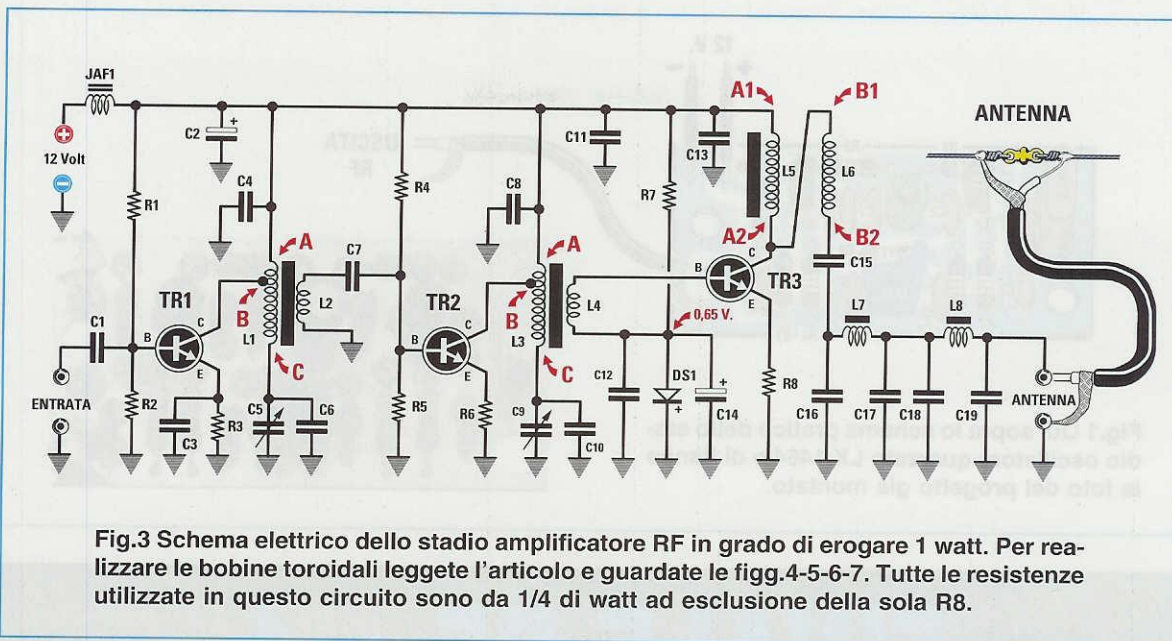 JAF1
12 Volt
+
-
C2
+
C4
R1
C1
ENTRATA
TR1
B
C
E
R2
C3
R3
A
B
L1
C
C5
C6
L2
C7
R4
R5
TR2
B
C
E
R6
C8
A
B
L3
C
C9
C10
L4
C11
R7
C13
0,65 V.
C12
DS1
+
+
C14
A1
L5
A2
B
C
TR3
E
R8
B1
L6
B2
C15
C16
L7
C17
C18
L8
C19
ANTENNA
ANTENNA
Fig.3 Schema elettrico dello stadio amplificatore RF in grado di erogare 1 watt. Per rea-
lizzare le bobine toroidali leggete l'articolo e guardate le figg.4-5-6-7. Tutte le resistenze
utilizzate in questo circuito sono da 1/4 di watt ad esclusione della sola R8.